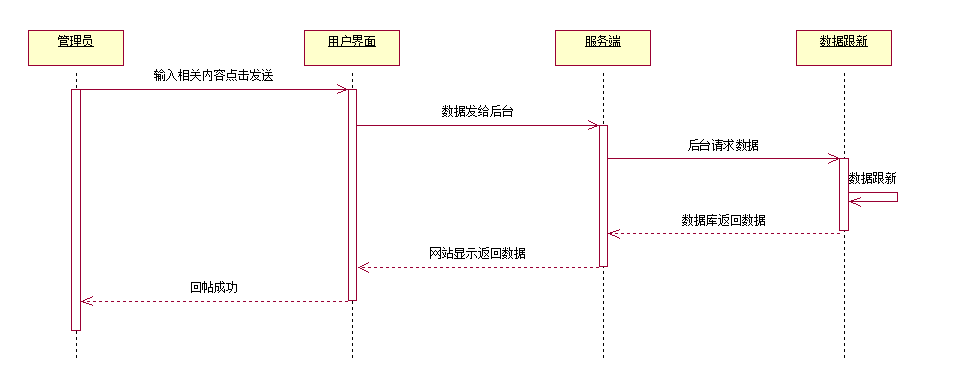 管理员
用户界面
服务端
数据跟新
输入相关内容点击发送
数据发给后台
后台请求数据
数据跟新
数据库返回数据
网站显示返回数据
回帖成功